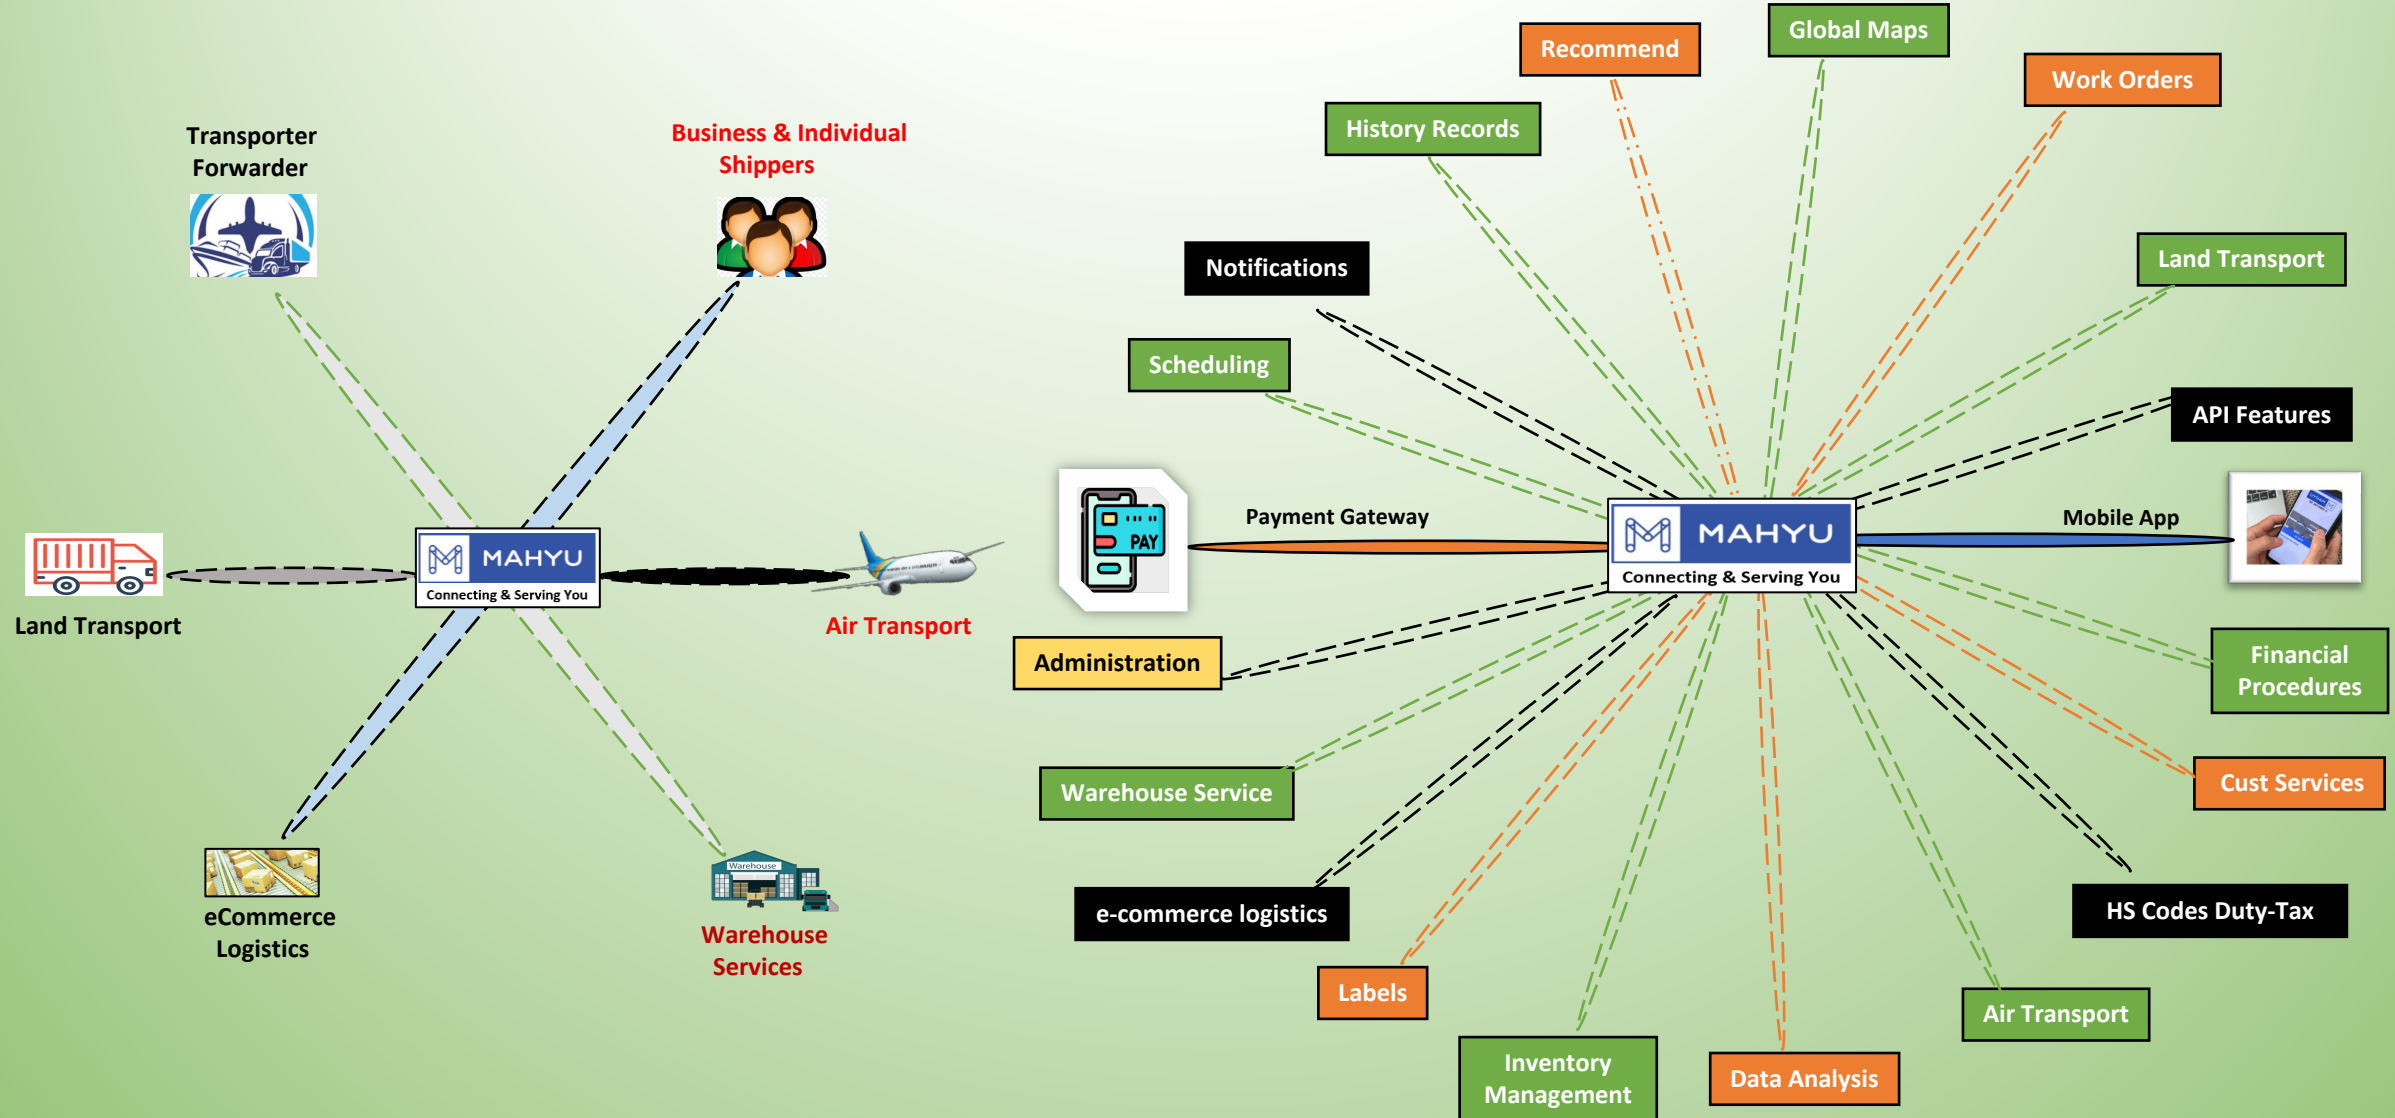 Transporter
Forwarder
Business & Individual
Shippers
MAHYU
Connecting & Serving You
Land Transport
Air Transport
eCommerce
Logistics
Warehouse
Warehouse
Services
Recommend
Global Maps
Work Orders
History Records
Notifications
Land Transport
Scheduling
API Features
PAY
Payment Gateway
MAHYU
Connecting & Serving You
Mobile App
Administration
Financial
Procedures
Warehouse Service
Cust Services
e-commerce logistics
HS Codes Duty-Tax
Labels
Air Transport
Inventory
Management
Data Analysis